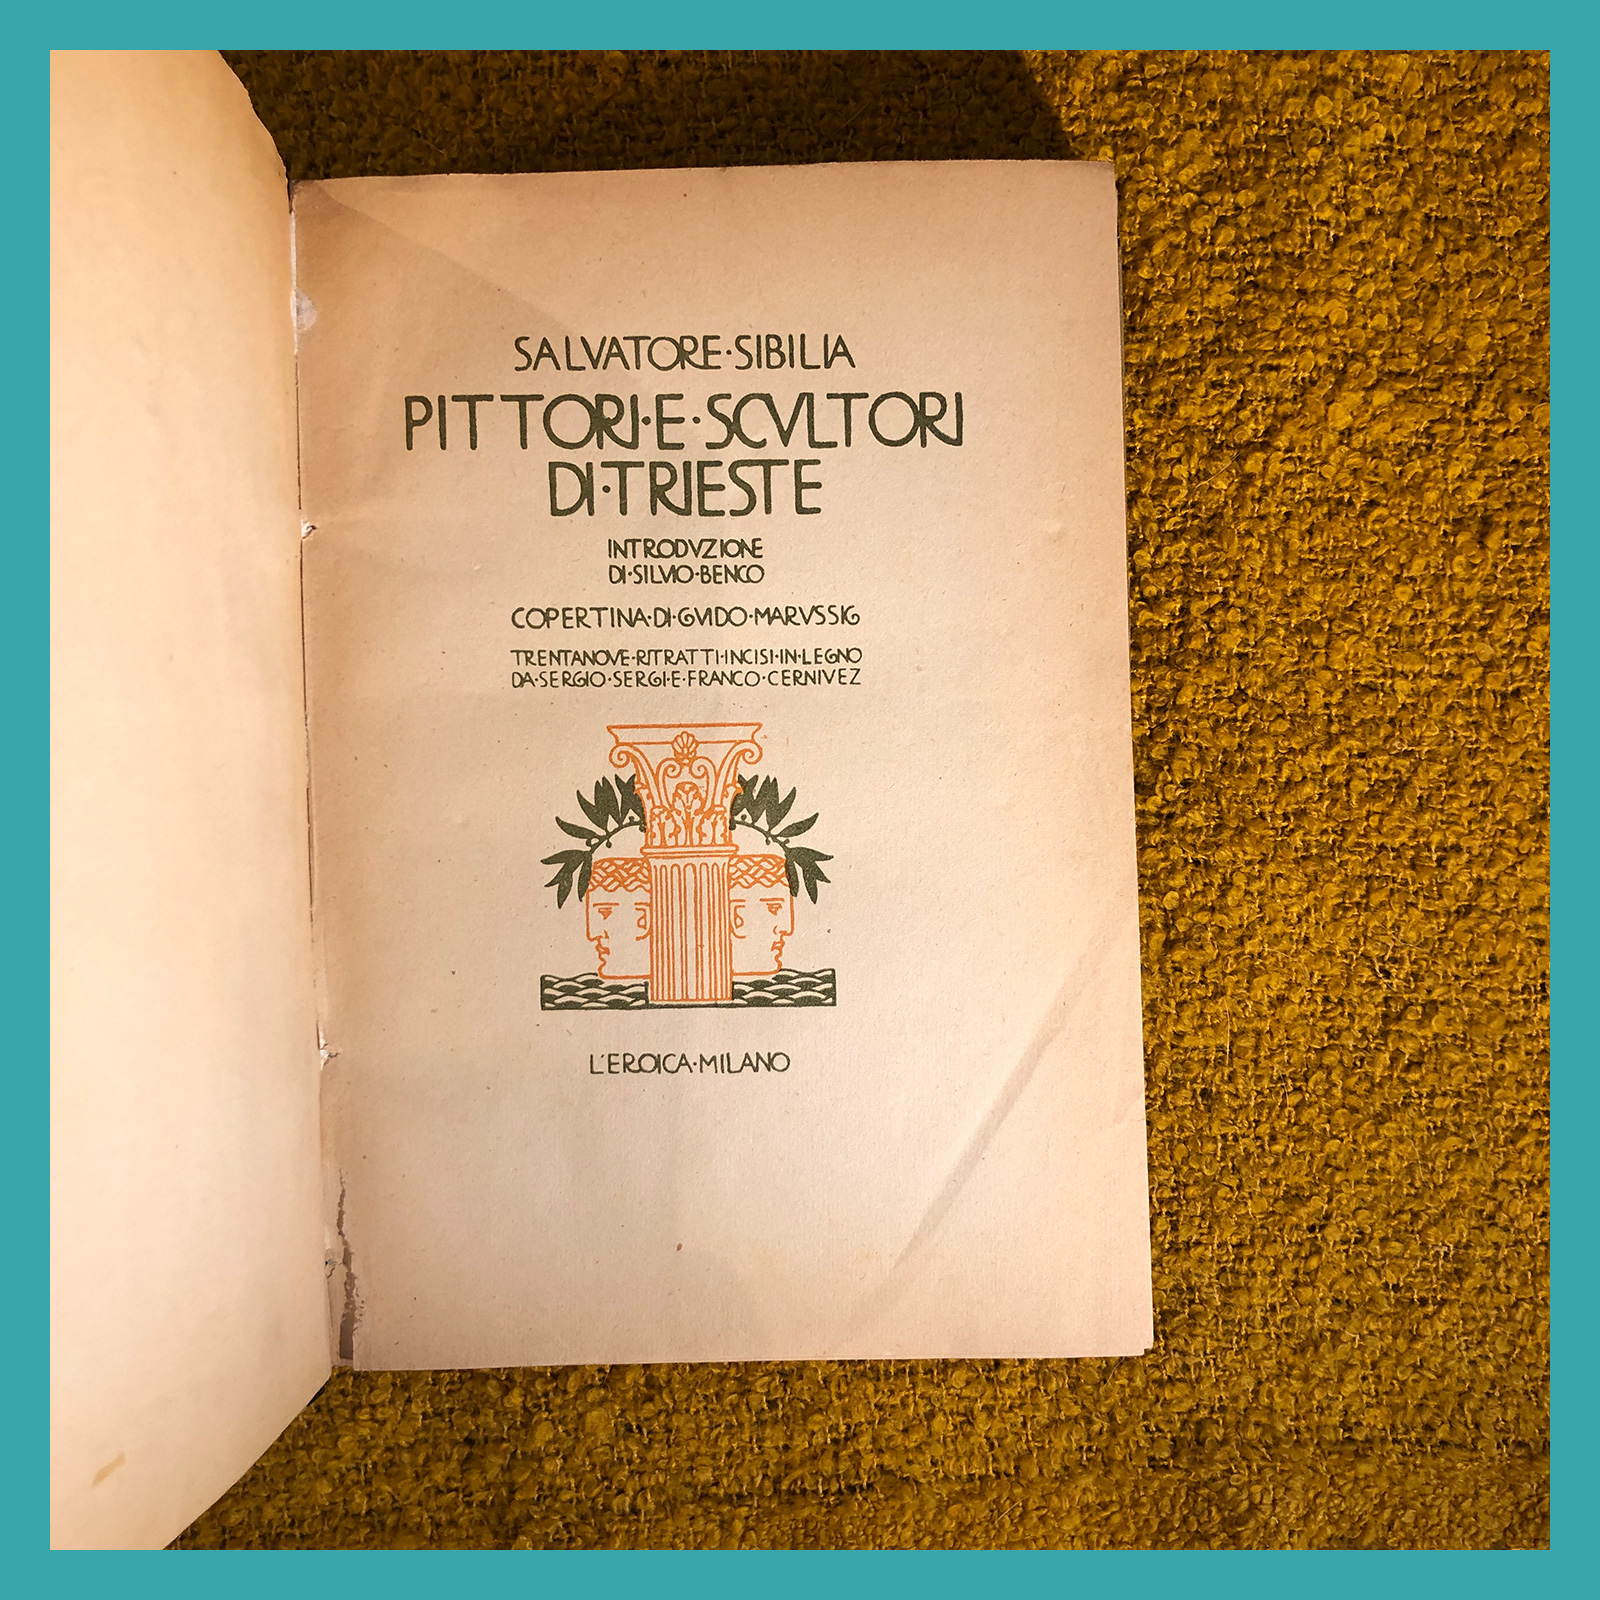 SALVATORE·SIBILIA
PITTORI·E·SCVLTORI
DI·TRIESTE
INTRODVZIONE
DI·SILVIO·BENCO
COPERTINA·DI·GVIDO·MARVSSIG
TRENTANOVE·RITRATTI·INCISI·IN·LEGNO
DA·SERGIO·SERGI·E·FRANCO·CERNIVEZ
L'EROICA·MILANO